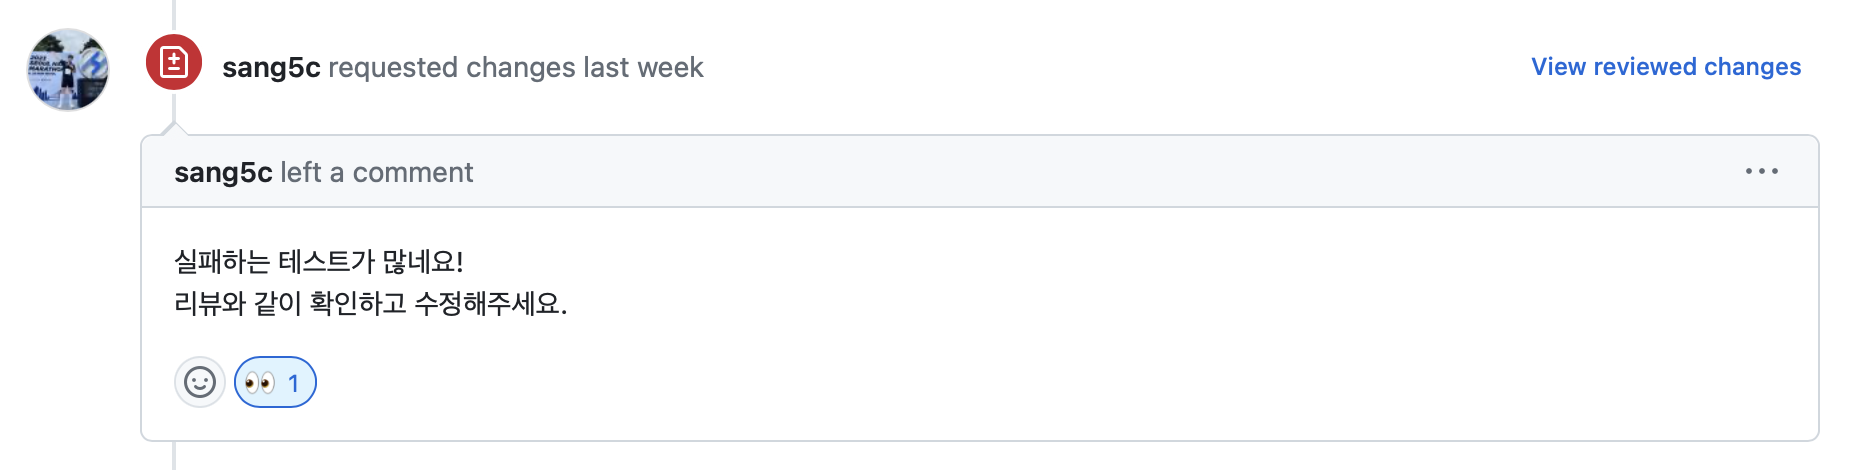 sang5c requested changes last week
View reviewed changes
sang5c left a comment
실패하는 테스트가 많네요!
리뷰와 같이 확인하고 수정해주세요.
1